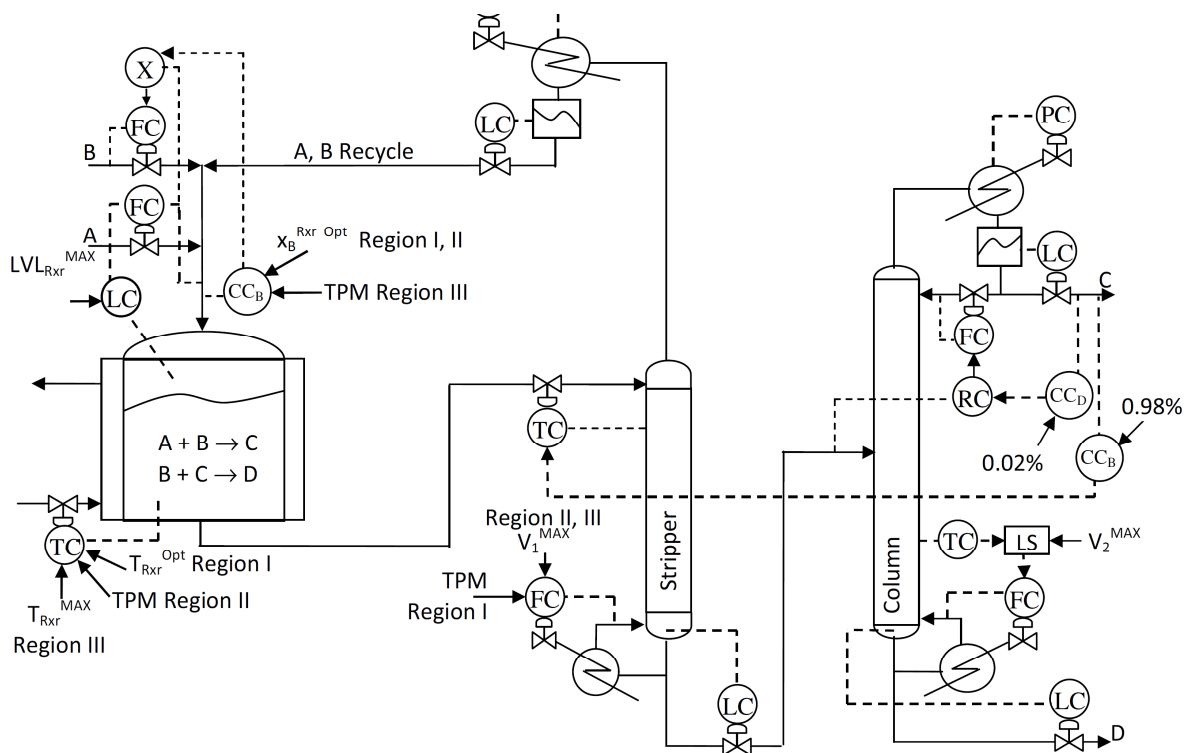 X
PC
FC
LC
B
A, B Recycle
FC
LC
x_B^Rxr Opt Region I, II
A
LVL_Rxr^MAX
C
CC_B
TPM Region III
LC
FC
RC
CC_D
0.98%
TC
A + B → C
0.02%
CC_B
B + C → D
Region II, III
V_1^MAX
Stripper
Column
TC
LS
V_2^MAX
TC
T_Rxr^Opt Region I
TPM Region II
TPM
Region I
FC
FC
T_Rxr^MAX
Region III
LC
LC
D